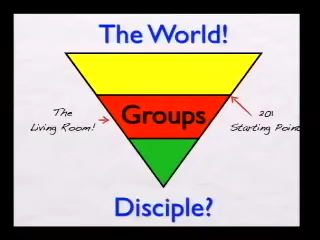 The World!
Groups
The
Living Room!
201
Starting Point
Disciple?